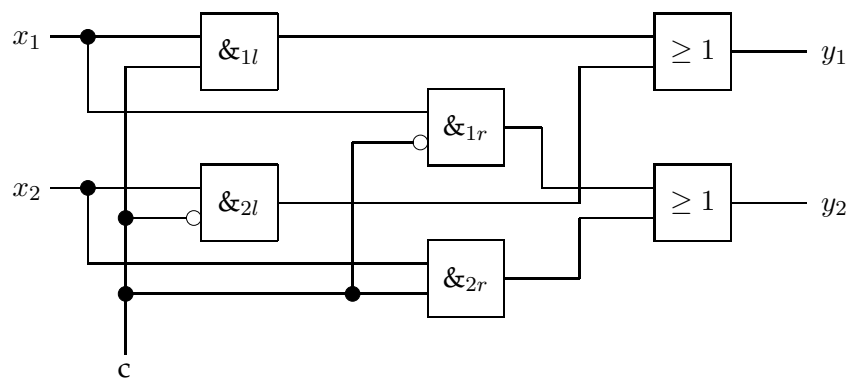 x₁ &₁ₗ ≥ 1 y₁
&₁ᵣ
x₂ &₂ₗ ≥ 1 y₂
&₂ᵣ
c